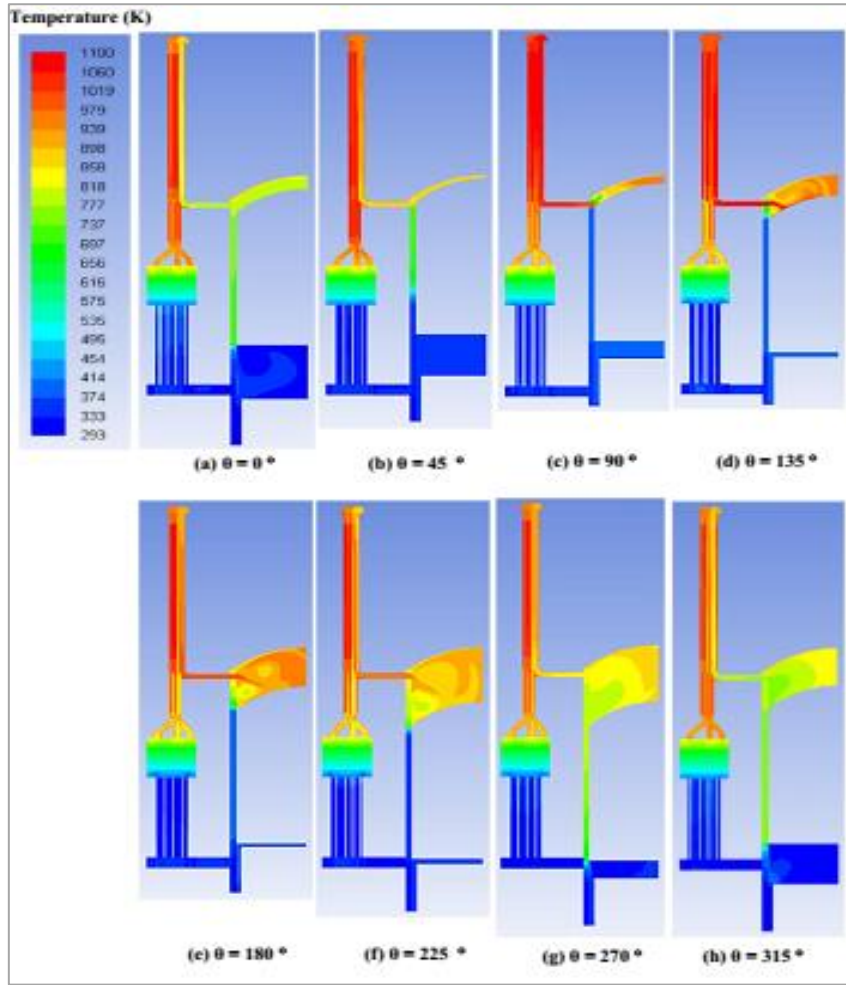 Temperature (K)
1100
1060
1019
979
939
898
858
818
777
737
697
656
616
575
535
495
454
414
374
333
293
(a) θ = 0 °
(b) θ = 45 °
(c) θ = 90 °
(d) θ = 135 °
(e) θ = 180 °
(f) θ = 225 °
(g) θ = 270 °
(h) θ = 315 °